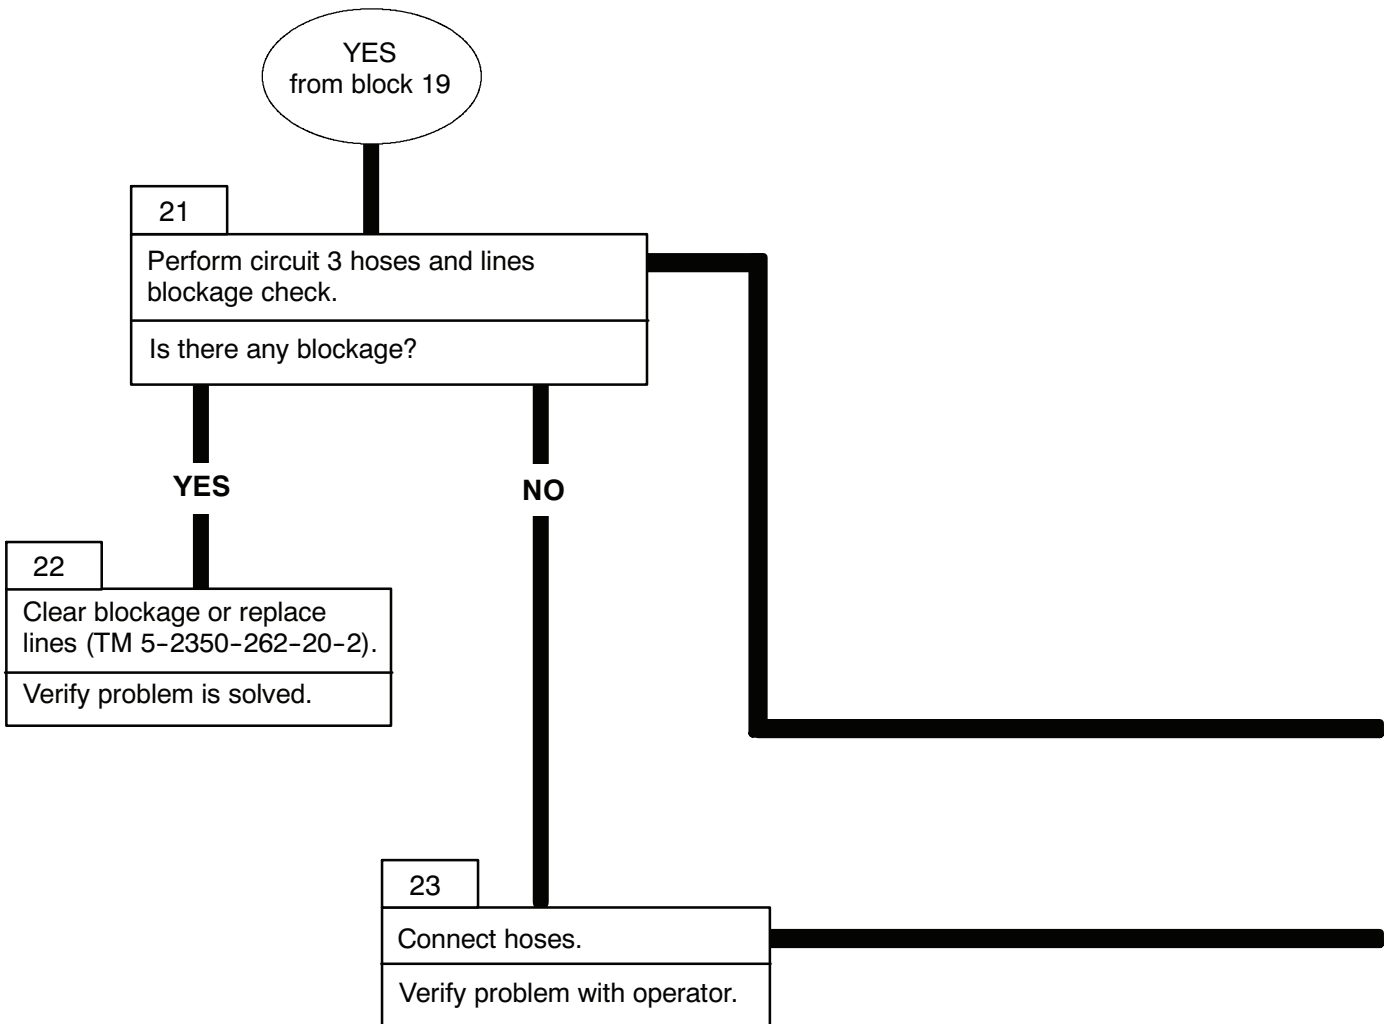 YES
from block 19
21
Perform circuit 3 hoses and lines
blockage check.
Is there any blockage?
YES
NO
22
Clear blockage or replace
lines (TM 5-2350-262-20-2).
Verify problem is solved.
23
Connect hoses.
Verify problem with operator.